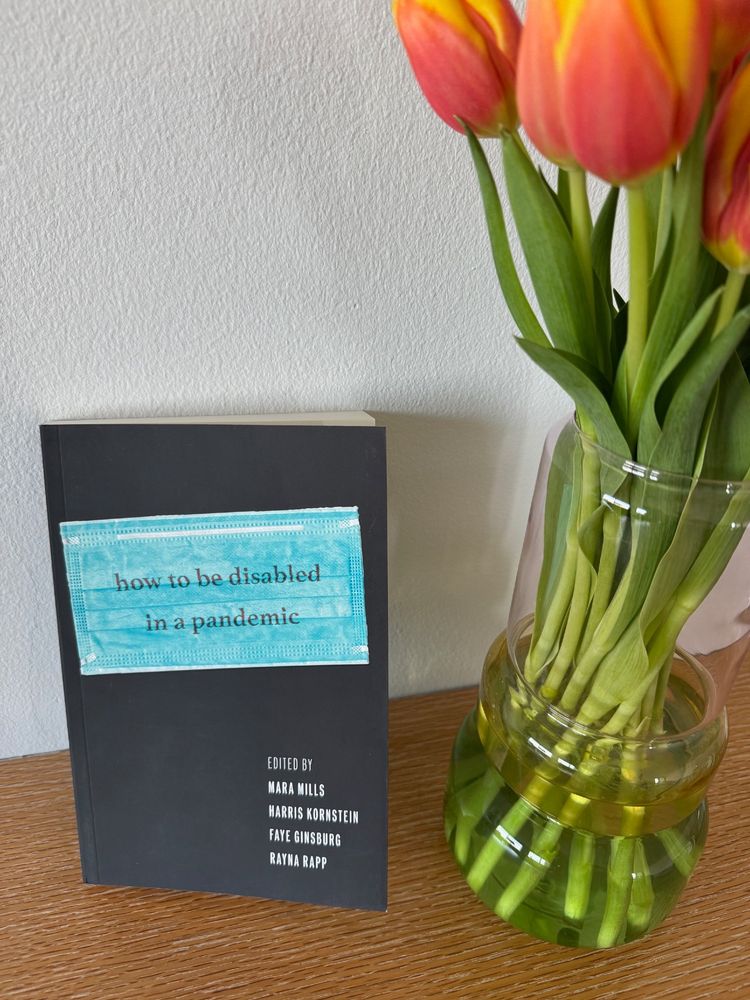 how to be disabled
in a pandemic
EDITED BY
MARA MILLS
HARRIS KORNSTEIN
FAYE GINSBURG
RAYNA RAPP